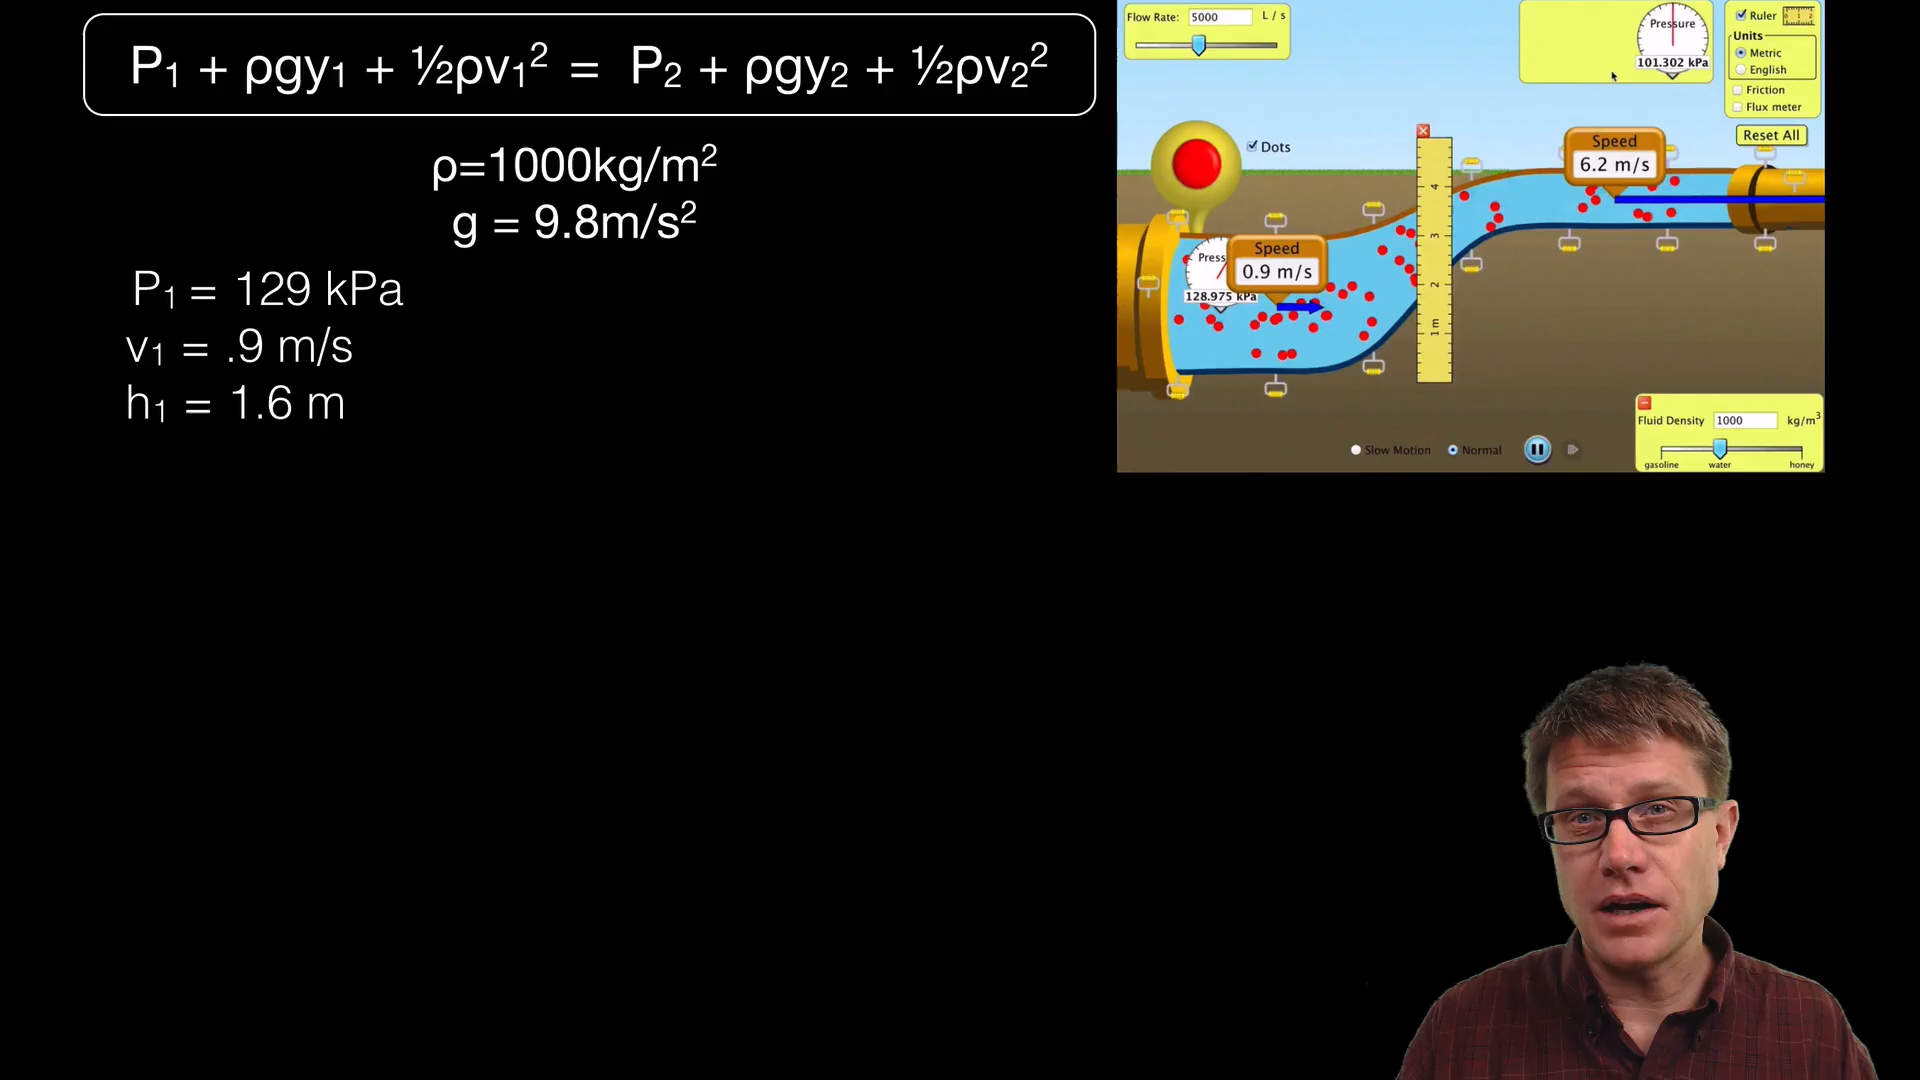 P₁ + ρgy₁ + ½ρv₁² = P₂ + ρgy₂ + ½ρv₂²
ρ=1000kg/m²
g = 9.8m/s²
P₁ = 129 kPa
v₁ = .9 m/s
h₁ = 1.6 m
Flow Rate: 5000 L / s
Pressure
101.302 kPa
Ruler
0 1 2
Units
Metric
English
Friction
Flux meter
Reset All
Dots
Speed
6.2 m/s
Press
128.975 kPa
Speed
0.9 m/s
4
3
2
1 m
Slow Motion
Normal
Fluid Density 1000 kg/m³
gasoline water honey